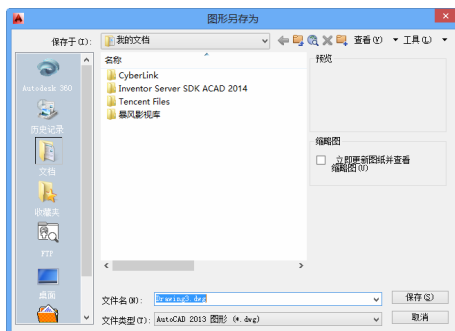 图形另存为
保存于(I):
我的文档
查看(V)
工具(L)
名称
CyberLink
Inventor Server SDK ACAD 2014
Tencent Files
暴风影视库
预览
缩略图
立即更新图纸并查看
缩略图(U)
Autodesk 360
历史记录
文档
收藏夹
FTP
桌面
文件名(N):
Drawing3.dwg
保存(S)
文件类型(T):
AutoCAD 2013 图形 (*.dwg)
取消